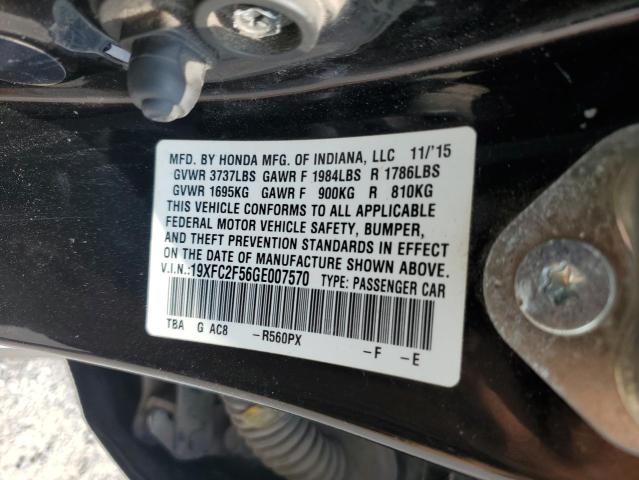 MFD. BY HONDA MFG. OF INDIANA, LLC 11/'15
GVWR 3737LBS GAWR F 1984LBS R 1786LBS
GVWR 1695KG GAWR F 900KG R 810KG
THIS VEHICLE CONFORMS TO ALL APPLICABLE
FEDERAL MOTOR VEHICLE SAFETY, BUMPER,
AND THEFT PREVENTION STANDARDS IN EFFECT
ON THE DATE OF MANUFACTURE SHOWN ABOVE.
V.I.N.:19XFC2F56GE007570 TYPE: PASSENGER CAR
TBA G AC8 -R560PX -F -E